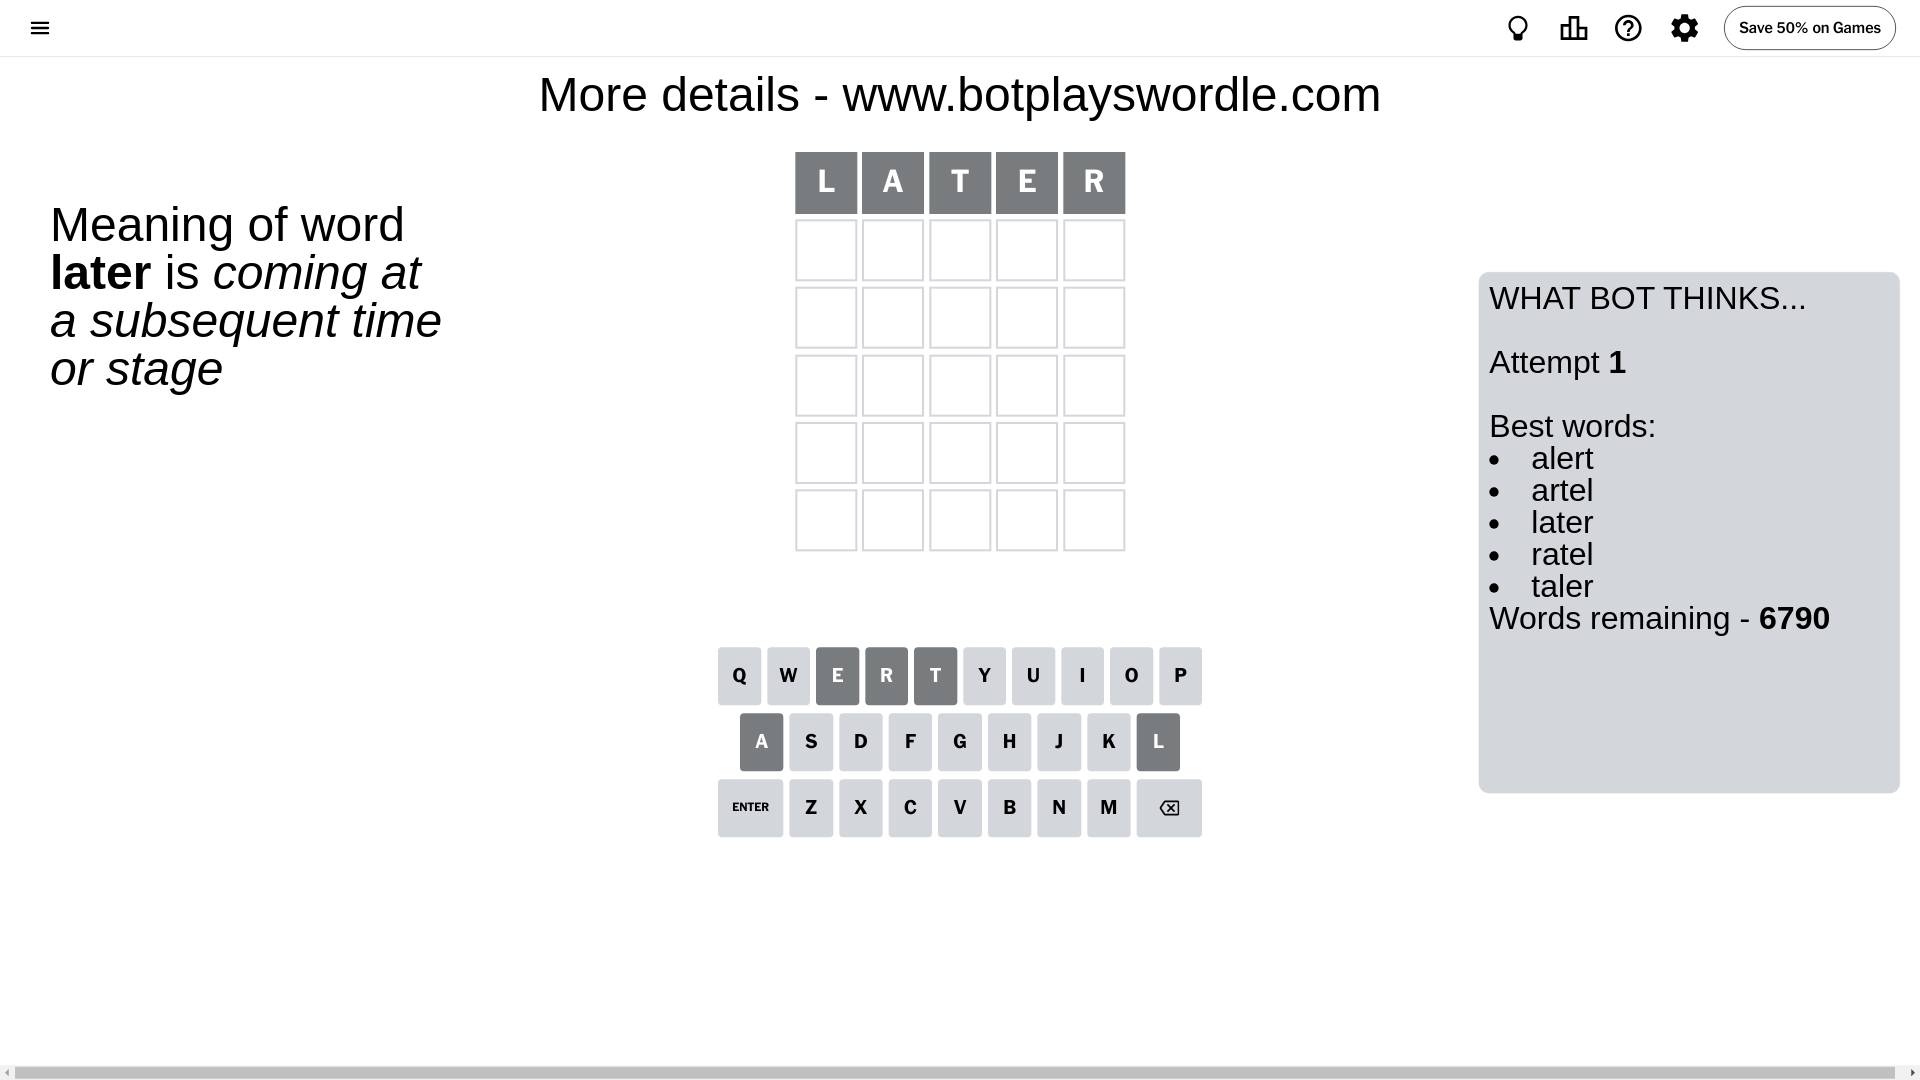 Save 50% on Games
More details - www.botplayswordle.com
L A T E R
Meaning of word
later is coming at
a subsequent time
or stage
WHAT BOT THINKS...
Attempt 1
Best words:
• alert
• artel
• later
• ratel
• taler
Words remaining - 6790
Q W E R T Y U I O P
A S D F G H J K L
ENTER Z X C V B N M